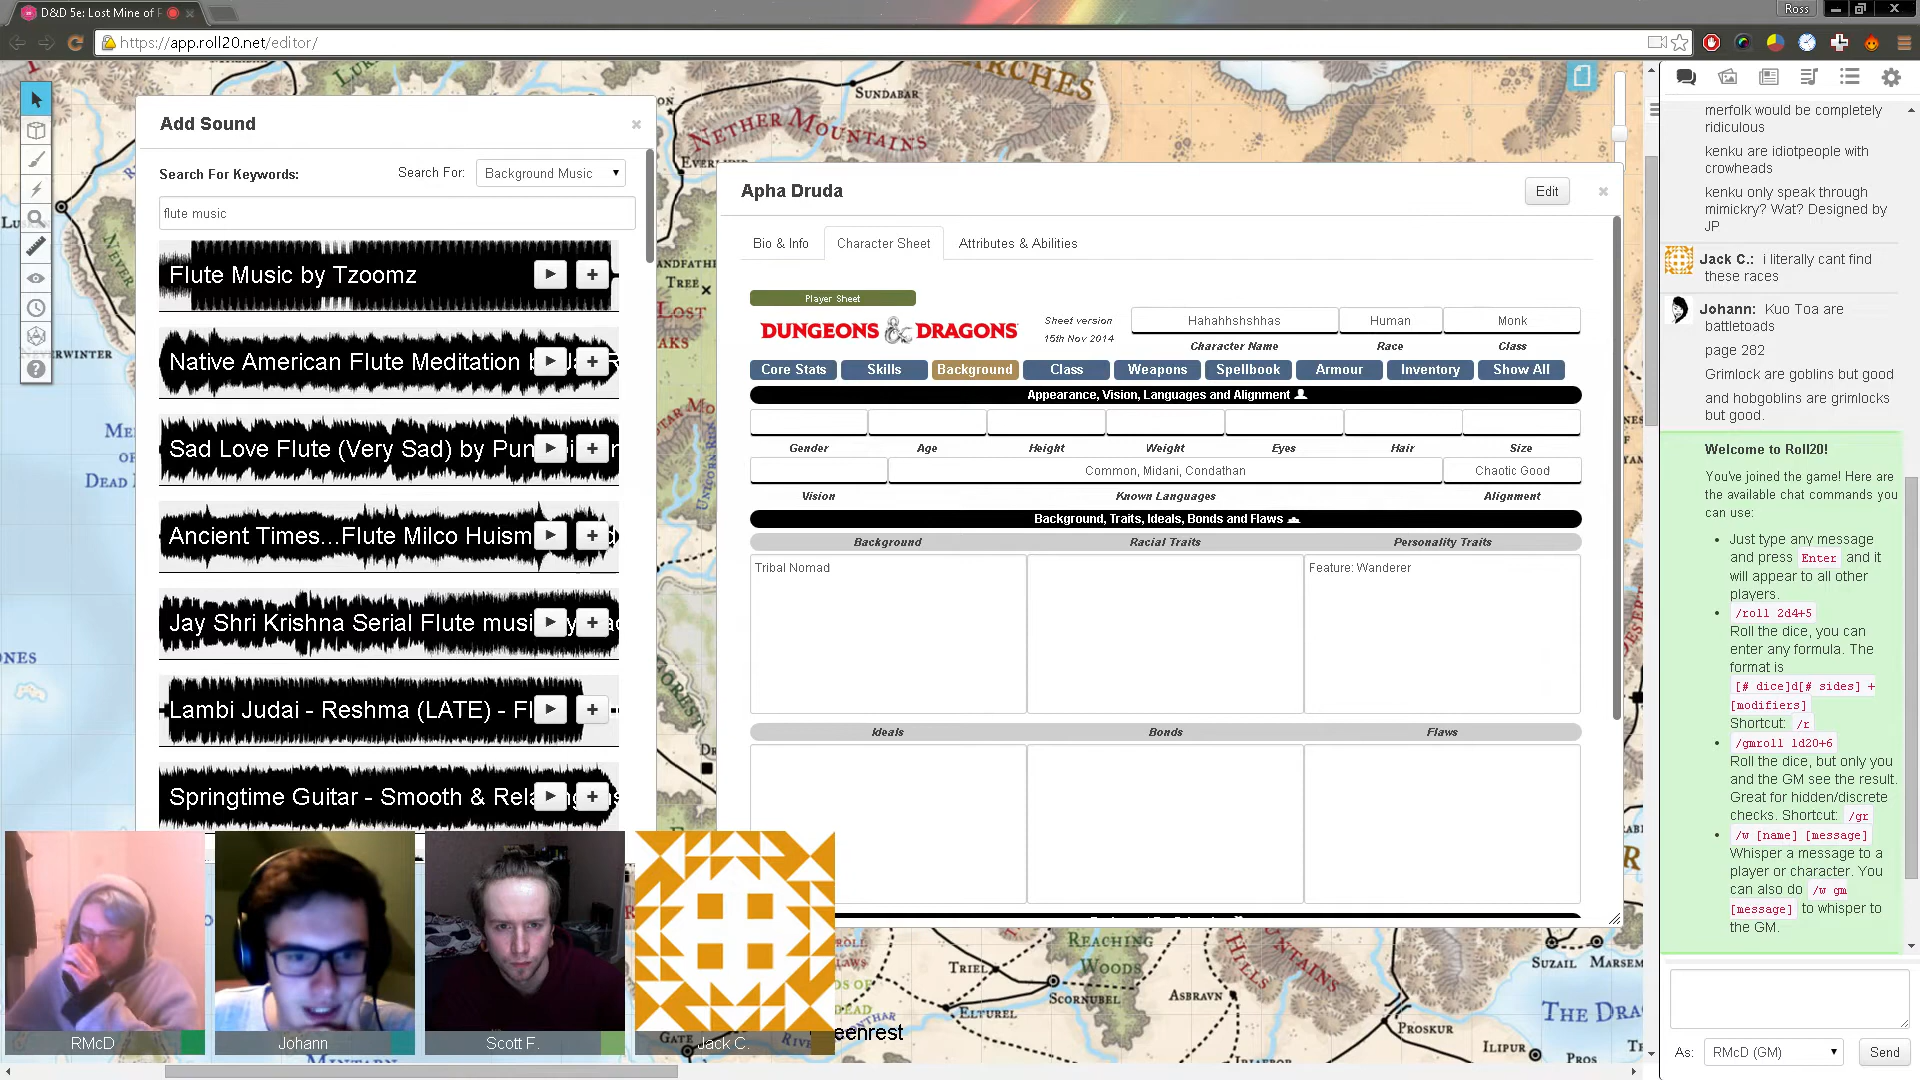 D&D 5e: Lost Mine of P
Ross
https://app.roll20.net/editor/
Add Sound
Search For Keywords:
Search For:
Background Music
flute music
Flute Music by Tzoomz
Native American Flute Meditation b
Sad Love Flute (Very Sad) by Pun
Ancient Times...Flute Milco Huism
Jay Shri Krishna Serial Flute musi
Lambi Judai - Reshma (LATE) - Fl
Springtime Guitar - Smooth & Rela
Apha Druda
Edit
Bio & Info
Character Sheet
Attributes & Abilities
Player Sheet
DUNGEONS & DRAGONS
Sheet version
15th Nov 2014
Hahahhshshhas
Human
Monk
Character Name
Race
Class
Core Stats
Skills
Background
Class
Weapons
Spellbook
Armour
Inventory
Show All
Appearance, Vision, Languages and Alignment
Gender
Age
Height
Weight
Eyes
Hair
Size
Common, Midani, Condathan
Chaotic Good
Vision
Known Languages
Alignment
Background, Traits, Ideals, Bonds and Flaws
Background
Racial Traits
Personality Traits
Tribal Nomad
Feature: Wanderer
Ideals
Bonds
Flaws
merfolk would be completely
ridiculous
kenku are idiotpeople with
crowheads
kenku only speak through
mimickry? Wat? Designed by
JP
Jack C.: i literally cant find
these races
Johann: Kuo Toa are
battletoads
page 282
Grimlock are goblins but good
and hobgoblins are grimlocks
but good.
Welcome to Roll20!
You've joined the game! Here are
the available chat commands you
can use:
Just type any message
and press Enter and it
will appear to all other
players.
/roll 2d4+5
Roll the dice, you can
enter any formula. The
format is
[# dice]d[# sides] +
[modifiers]
Shortcut: /r
/gmroll 1d20+6
Roll the dice, but only you
and the GM see the result.
Great for hidden/discrete
checks. Shortcut: /gr
/w [name] [message]
Whisper a message to a
player or character. You
can also do /w gm
[message] to whisper to
the GM.
As:
RMcD (GM)
Send
RMcD
Johann
Scott F.
Jack C.
SUNDABAR
NETHER MOUNTAINS
TREE
LOST
NEVERWINTER
DEAD
REACHING
WOODS
TRIEL
SCORNUBEL
ELTUREL
ASBRAVN
PROSKUR
SUZAIL
MARSEM
THE DRA
ILIPUR
PROS
eenrest
GATE